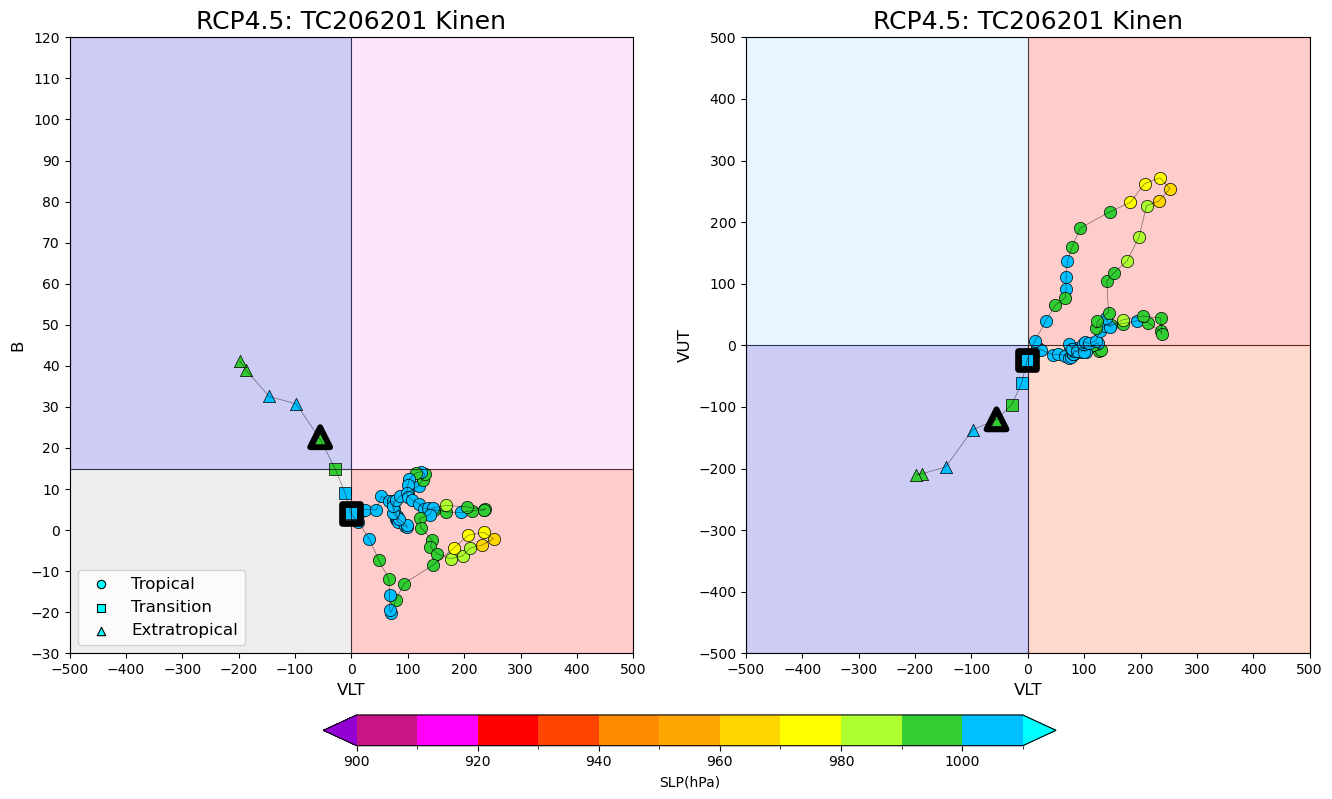 RCP4.5: TC206201 Kinen
120
110
100
90
80
70
60
50
40
30
20
10
0
−10
−20
−30
B
Tropical
Transition
Extratropical
−500 −400 −300 −200 −100 0 100 200 300 400 500
VLT
RCP4.5: TC206201 Kinen
500
400
300
200
100
0
−100
−200
−300
−400
−500
VUT
−500 −400 −300 −200 −100 0 100 200 300 400 500
VLT
900 920 940 960 980 1000
SLP(hPa)